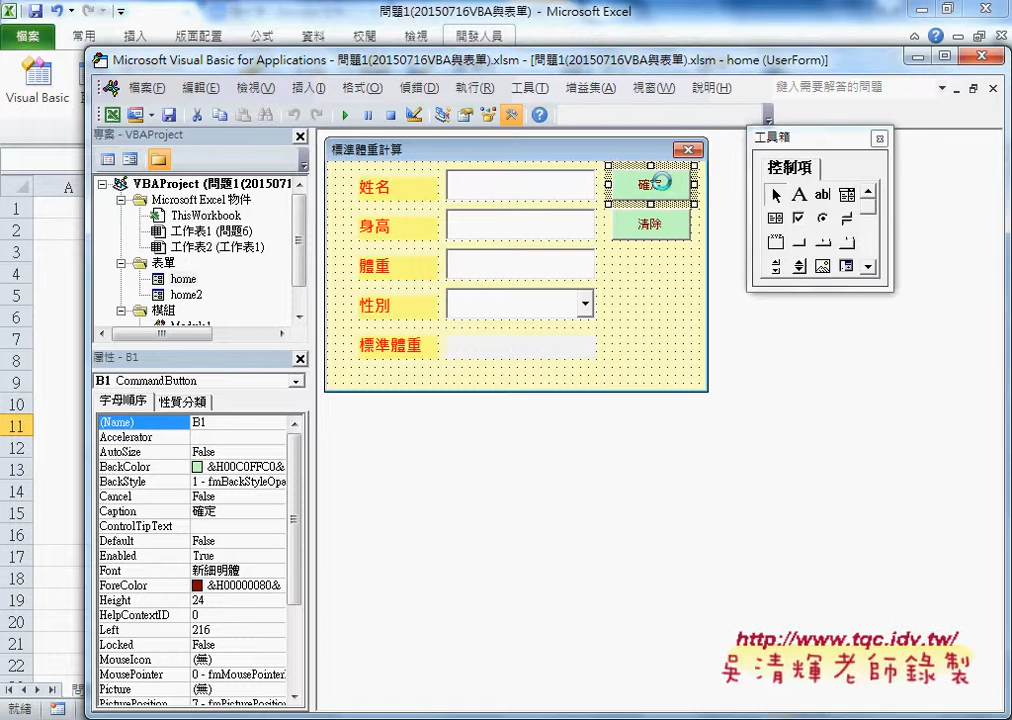 問題1(20150716VBA與表單) - Microsoft Excel
檔案 常用 插入 版面配置 公式 資料 校閱 檢視 開發人員
Visual Basic
Microsoft Visual Basic for Applications - 問題1(20150716VBA與表單).xlsm - [問題1(20150716VBA與表單).xlsm - home (UserForm)]
檔案(F) 編輯(E) 檢視(V) 插入(I) 格式(O) 偵錯(D) 執行(R) 工具(T) 增益集(A) 視窗(W) 說明(H) 鍵入需要解答的問題
專案 - VBAProject
VBAProject (問題1(2015071
Microsoft Excel 物件
ThisWorkbook
工作表1 (問題6)
工作表2 (工作表1)
表單
home
home2
模組
屬性 - B1
B1 CommandButton
字母順序 性質分類
(Name) B1
Accelerator
AutoSize False
BackColor &H00C0FFC0&
BackStyle 1 - fmBackStyleOpa
Cancel False
Caption 確定
ControlTipText
Default False
Enabled True
Font 新細明體
ForeColor &H00000080&
Height 24
HelpContextID 0
Left 216
Locked False
MouseIcon (無)
MousePointer 0 - fmMousePointer
Picture (無)
PicturePosition 7 - fmPicturePosition
標準體重計算
姓名
身高
體重
性別
標準體重
確定
清除
工具箱
控制項
A
1
2
3
4
5
6
7
8
9
10
11
12
13
14
15
16
17
18
19
20
21
22
就緒
http://www.tqc.idv.tw/
吳清輝老師錄製